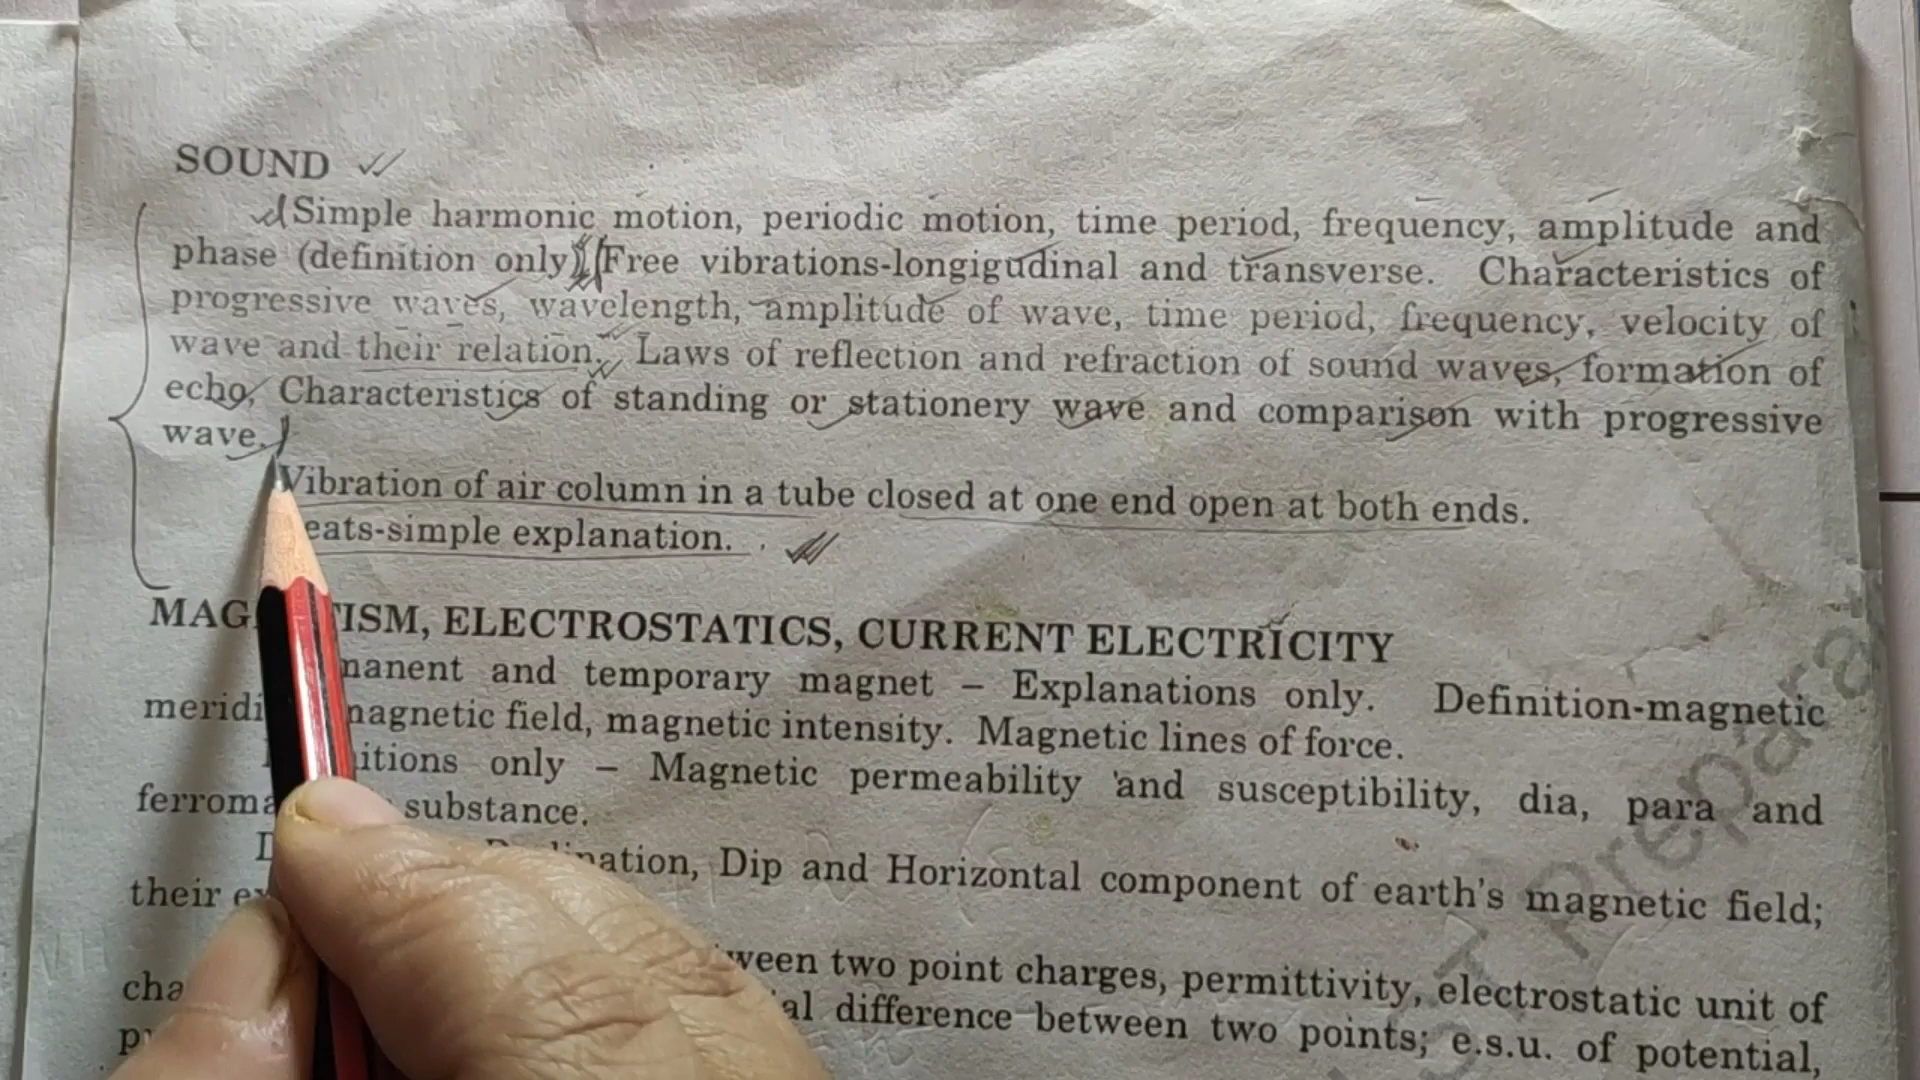 SOUND
Simple harmonic motion, periodic motion, time period, frequency, amplitude and
phase (definition only) Free vibrations-longigudinal and transverse. Characteristics of
progressive waves, wavelength, amplitude of wave, time period, frequency, velocity of
wave and their relation. Laws of reflection and refraction of sound waves, formation of
echo, Characteristics of standing or stationery wave and comparison with progressive
wave.
Vibration of air column in a tube closed at one end open at both ends.
eats-simple explanation.
MAG TISM, ELECTROSTATICS, CURRENT ELECTRICITY
manent and temporary magnet – Explanations only. Definition-magnetic
meridi magnetic field, magnetic intensity. Magnetic lines of force.
itions only – Magnetic permeability and susceptibility, dia, para and
ferroma substance.
D nation, Dip and Horizontal component of earth's magnetic field;
their ex
ween two point charges, permittivity, electrostatic unit of
cha al difference between two points; e.s.u. of potential,
T Prepara